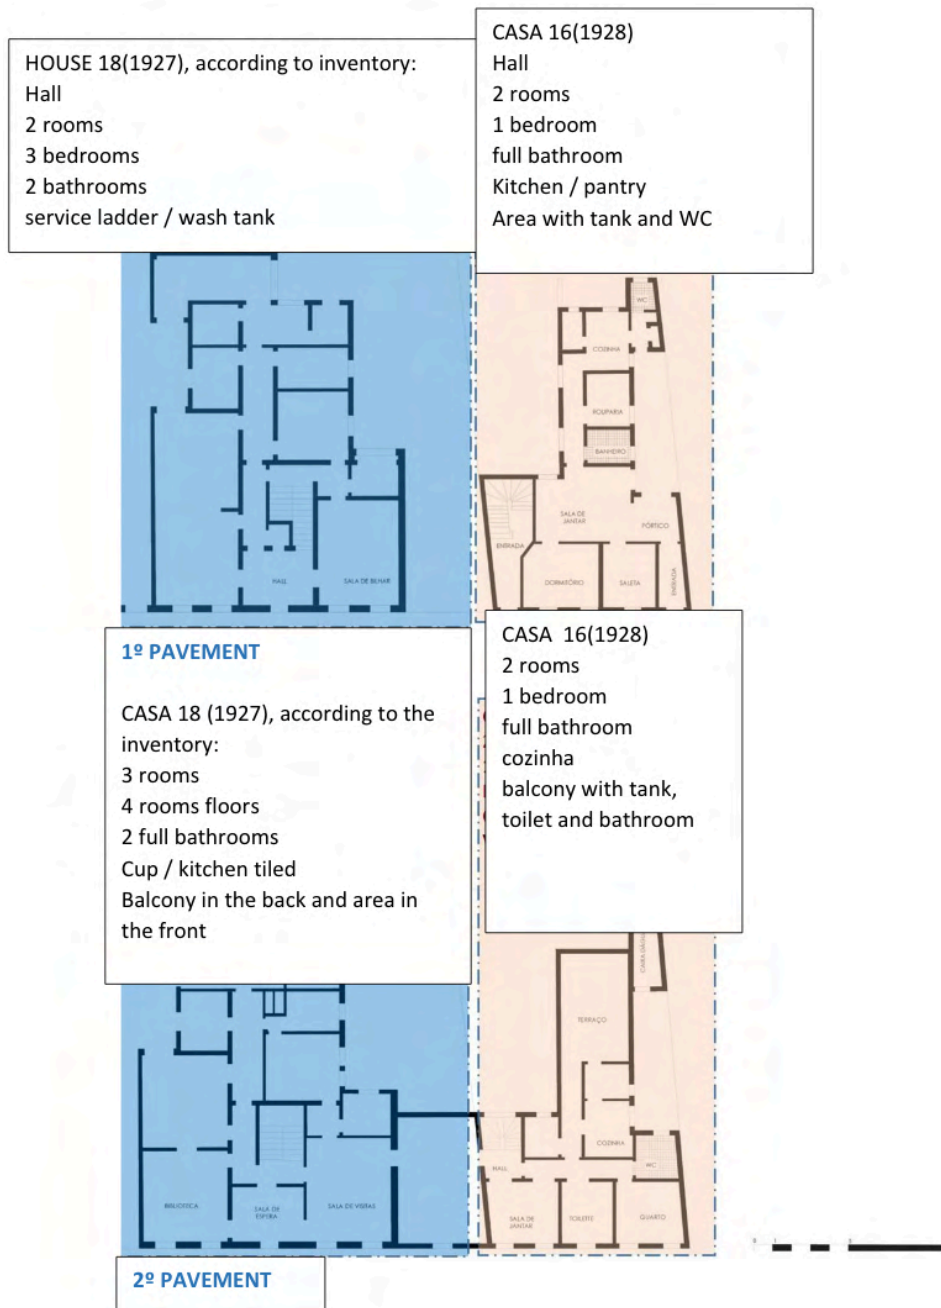 HOUSE 18(1927), according to inventory:
Hall
2 rooms
3 bedrooms
2 bathrooms
service ladder / wash tank
CASA 16(1928)
Hall
2 rooms
1 bedroom
full bathroom
Kitchen / pantry
Area with tank and WC
WC
COZINHA
ROUPARIA
BANHEIRO
SALA DE
JANTAR
PÓRTICO
ENTRADA
DORMITÓRIO
SALETA
ENTRADA
HALL
SALA DE BILHAR
1º PAVEMENT
CASA 18 (1927), according to the
inventory:
3 rooms
4 rooms floors
2 full bathrooms
Cup / kitchen tiled
Balcony in the back and area in
the front
CASA 16(1928)
2 rooms
1 bedroom
full bathroom
cozinha
balcony with tank,
toilet and bathroom
TERRAÇO
COZINHA
WC
HALL
SALA DE
JANTAR
TOILETTE
QUARTO
BIBLIOTECA
SALA DE
ESPERA
SALA DE VISITAS
2º PAVEMENT